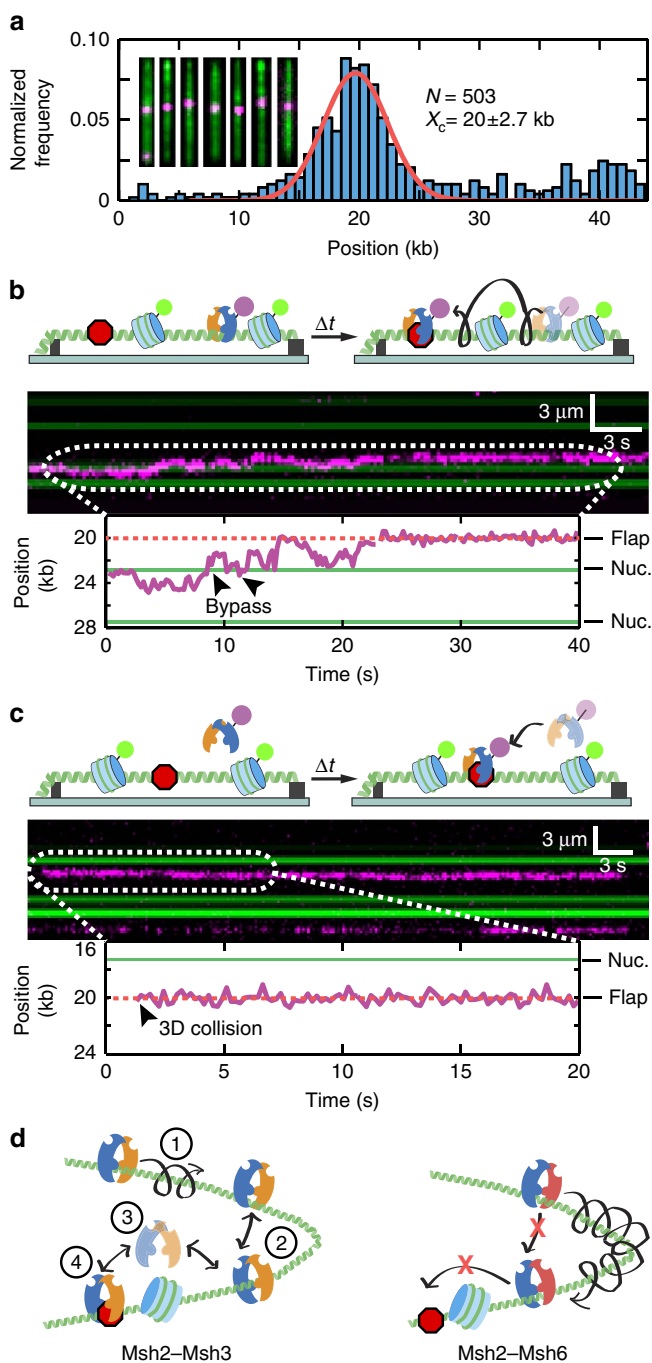 a
0.10
0.05
0
Normalized
frequency
N = 503
Xc= 20±2.7 kb
0 10 20 30 40
Position (kb)
b
Δt
3 μm
3 s
20
24
28
Position
(kb)
Bypass
Flap
Nuc.
Nuc.
0 10 20 30 40
Time (s)
c
Δt
3 μm
3 s
16
20
24
Position
(kb)
3D collision
Nuc.
Flap
0 5 10 15 20
Time (s)
d
1
2
3
4
X
X
Msh2–Msh3
Msh2–Msh6